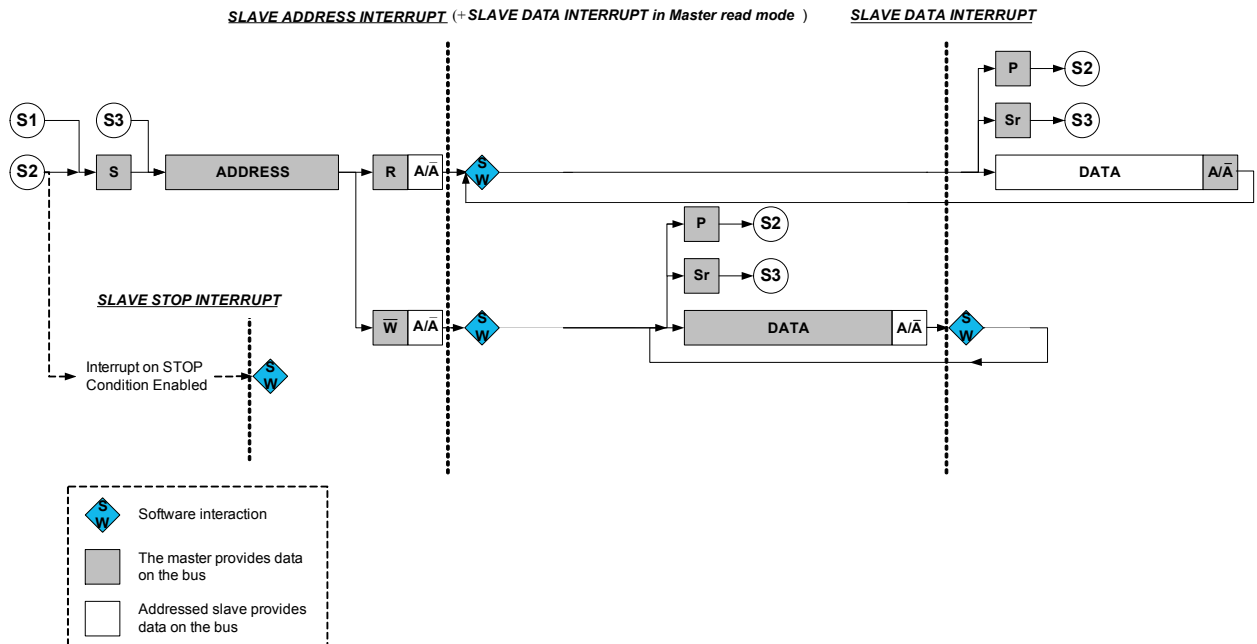 SLAVE ADDRESS INTERRUPT (+SLAVE DATA INTERRUPT in Master read mode )
SLAVE DATA INTERRUPT
P
S2
S1
S3
Sr
S3
S2
S
ADDRESS
R
A/A̅
S
W
DATA
A/A̅
P
S2
Sr
S3
SLAVE STOP INTERRUPT
W̅
A/A̅
S
W
DATA
A/A̅
S
W
Interrupt on STOP
Condition Enabled
S
W
S
W
Software interaction
The master provides data
on the bus
Addressed slave provides
data on the bus